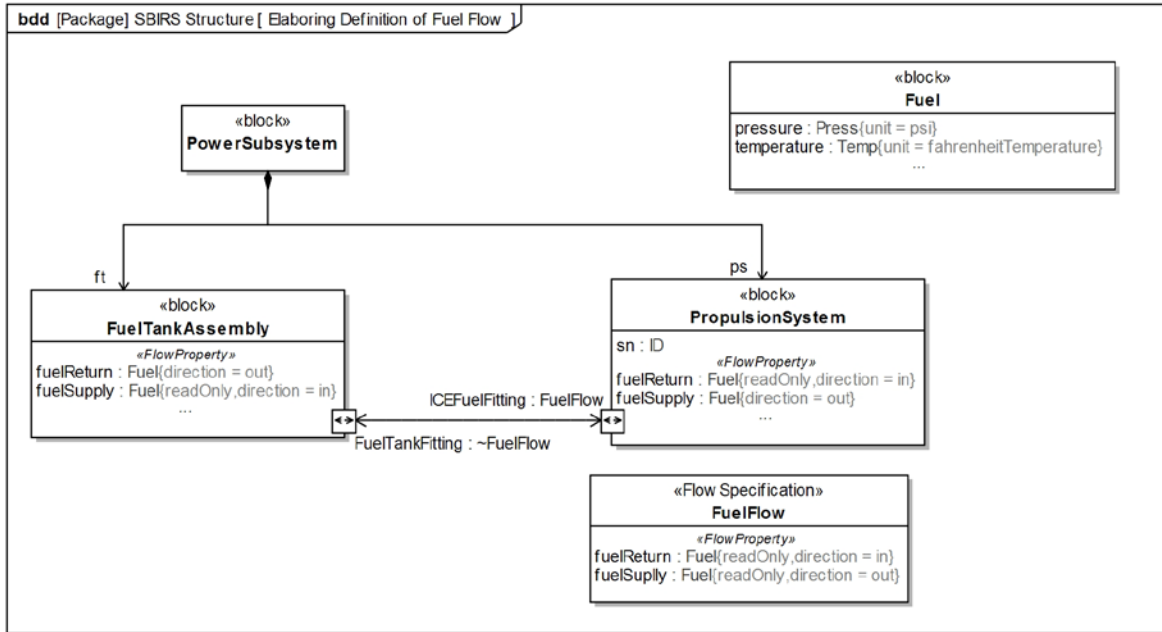 bdd [Package] SBIRS Structure [ Elaboring Definition of Fuel Flow ]
«block»
PowerSubsystem
«block»
Fuel
pressure : Press{unit = psi}
temperature : Temp{unit = fahrenheitTemperature}
...
ft
ps
«block»
FuelTankAssembly
«FlowProperty»
fuelReturn : Fuel{direction = out}
fuelSupply : Fuel{readOnly,direction = in}
...
«block»
PropulsionSystem
sn : ID
«FlowProperty»
fuelReturn : Fuel{readOnly,direction = in}
fuelSupply : Fuel{direction = out}
...
ICEFuelFitting : FuelFlow
FuelTankFitting : ~FuelFlow
«Flow Specification»
FuelFlow
«FlowProperty»
fuelReturn : Fuel{readOnly,direction = in}
fuelSuplly : Fuel{readOnly,direction = out}